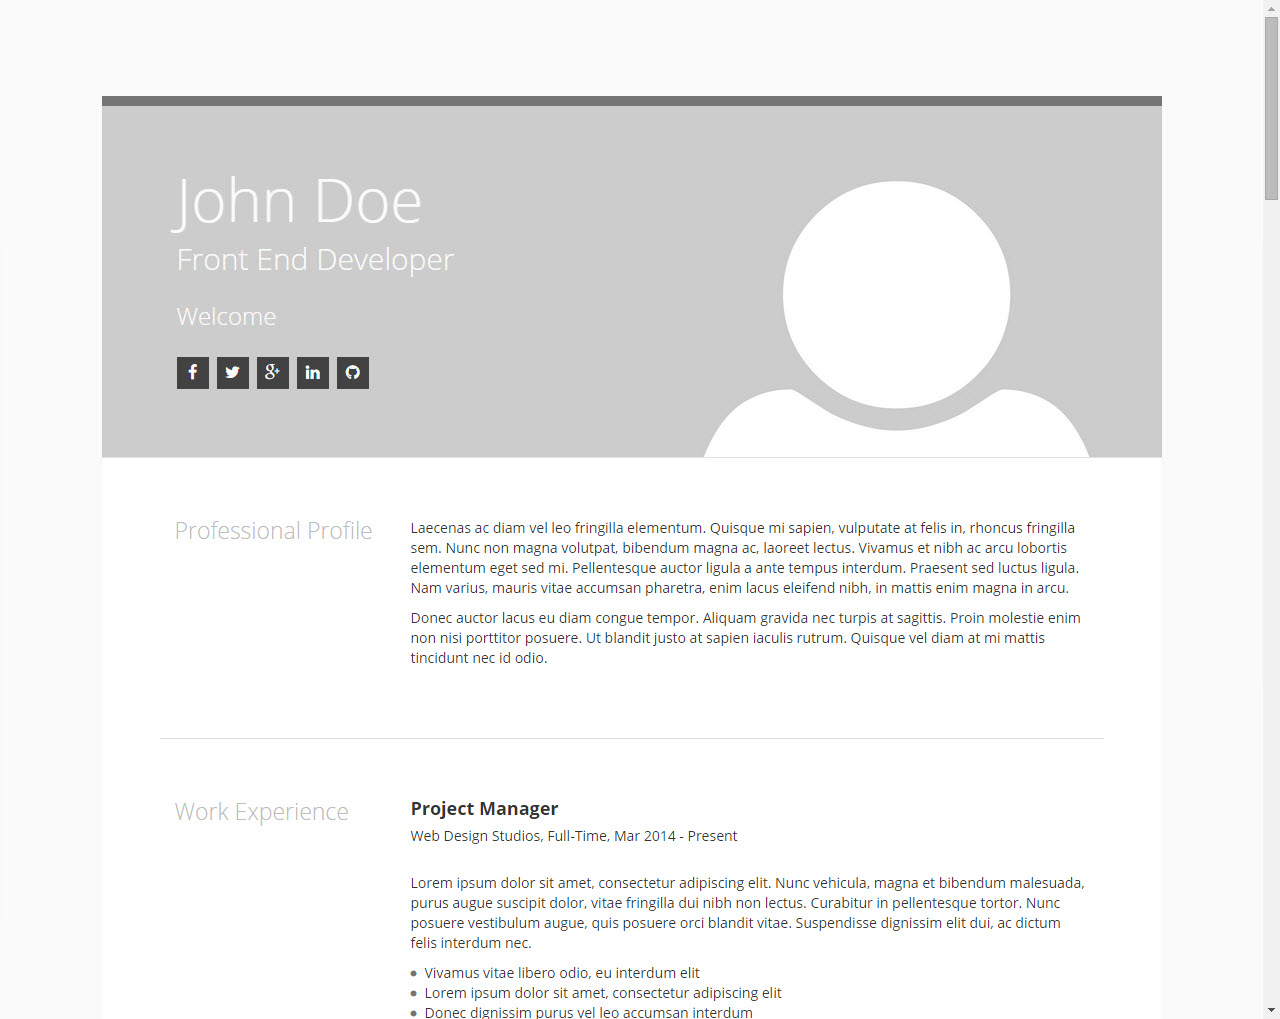 John Doe
Front End Developer
Welcome
Professional Profile
Laecenas ac diam vel leo fringilla elementum. Quisque mi sapien, vulputate at felis in, rhoncus fringilla
sem. Nunc non magna volutpat, bibendum magna ac, laoreet lectus. Vivamus et nibh ac arcu lobortis
elementum eget sed mi. Pellentesque auctor ligula a ante tempus interdum. Praesent sed luctus ligula.
Nam varius, mauris vitae accumsan pharetra, enim lacus eleifend nibh, in mattis enim magna in arcu.
Donec auctor lacus eu diam congue tempor. Aliquam gravida nec turpis at sagittis. Proin molestie enim
non nisi porttitor posuere. Ut blandit justo at sapien iaculis rutrum. Quisque vel diam at mi mattis
tincidunt nec id odio.
Work Experience
Project Manager
Web Design Studios, Full-Time, Mar 2014 - Present
Lorem ipsum dolor sit amet, consectetur adipiscing elit. Nunc vehicula, magna et bibendum malesuada,
purus augue suscipit dolor, vitae fringilla dui nibh non lectus. Curabitur in pellentesque tortor. Nunc
posuere vestibulum augue, quis posuere orci blandit vitae. Suspendisse dignissim elit dui, ac dictum
felis interdum nec.
Vivamus vitae libero odio, eu interdum elit
Lorem ipsum dolor sit amet, consectetur adipiscing elit
Donec dignissim purus vel leo accumsan interdum